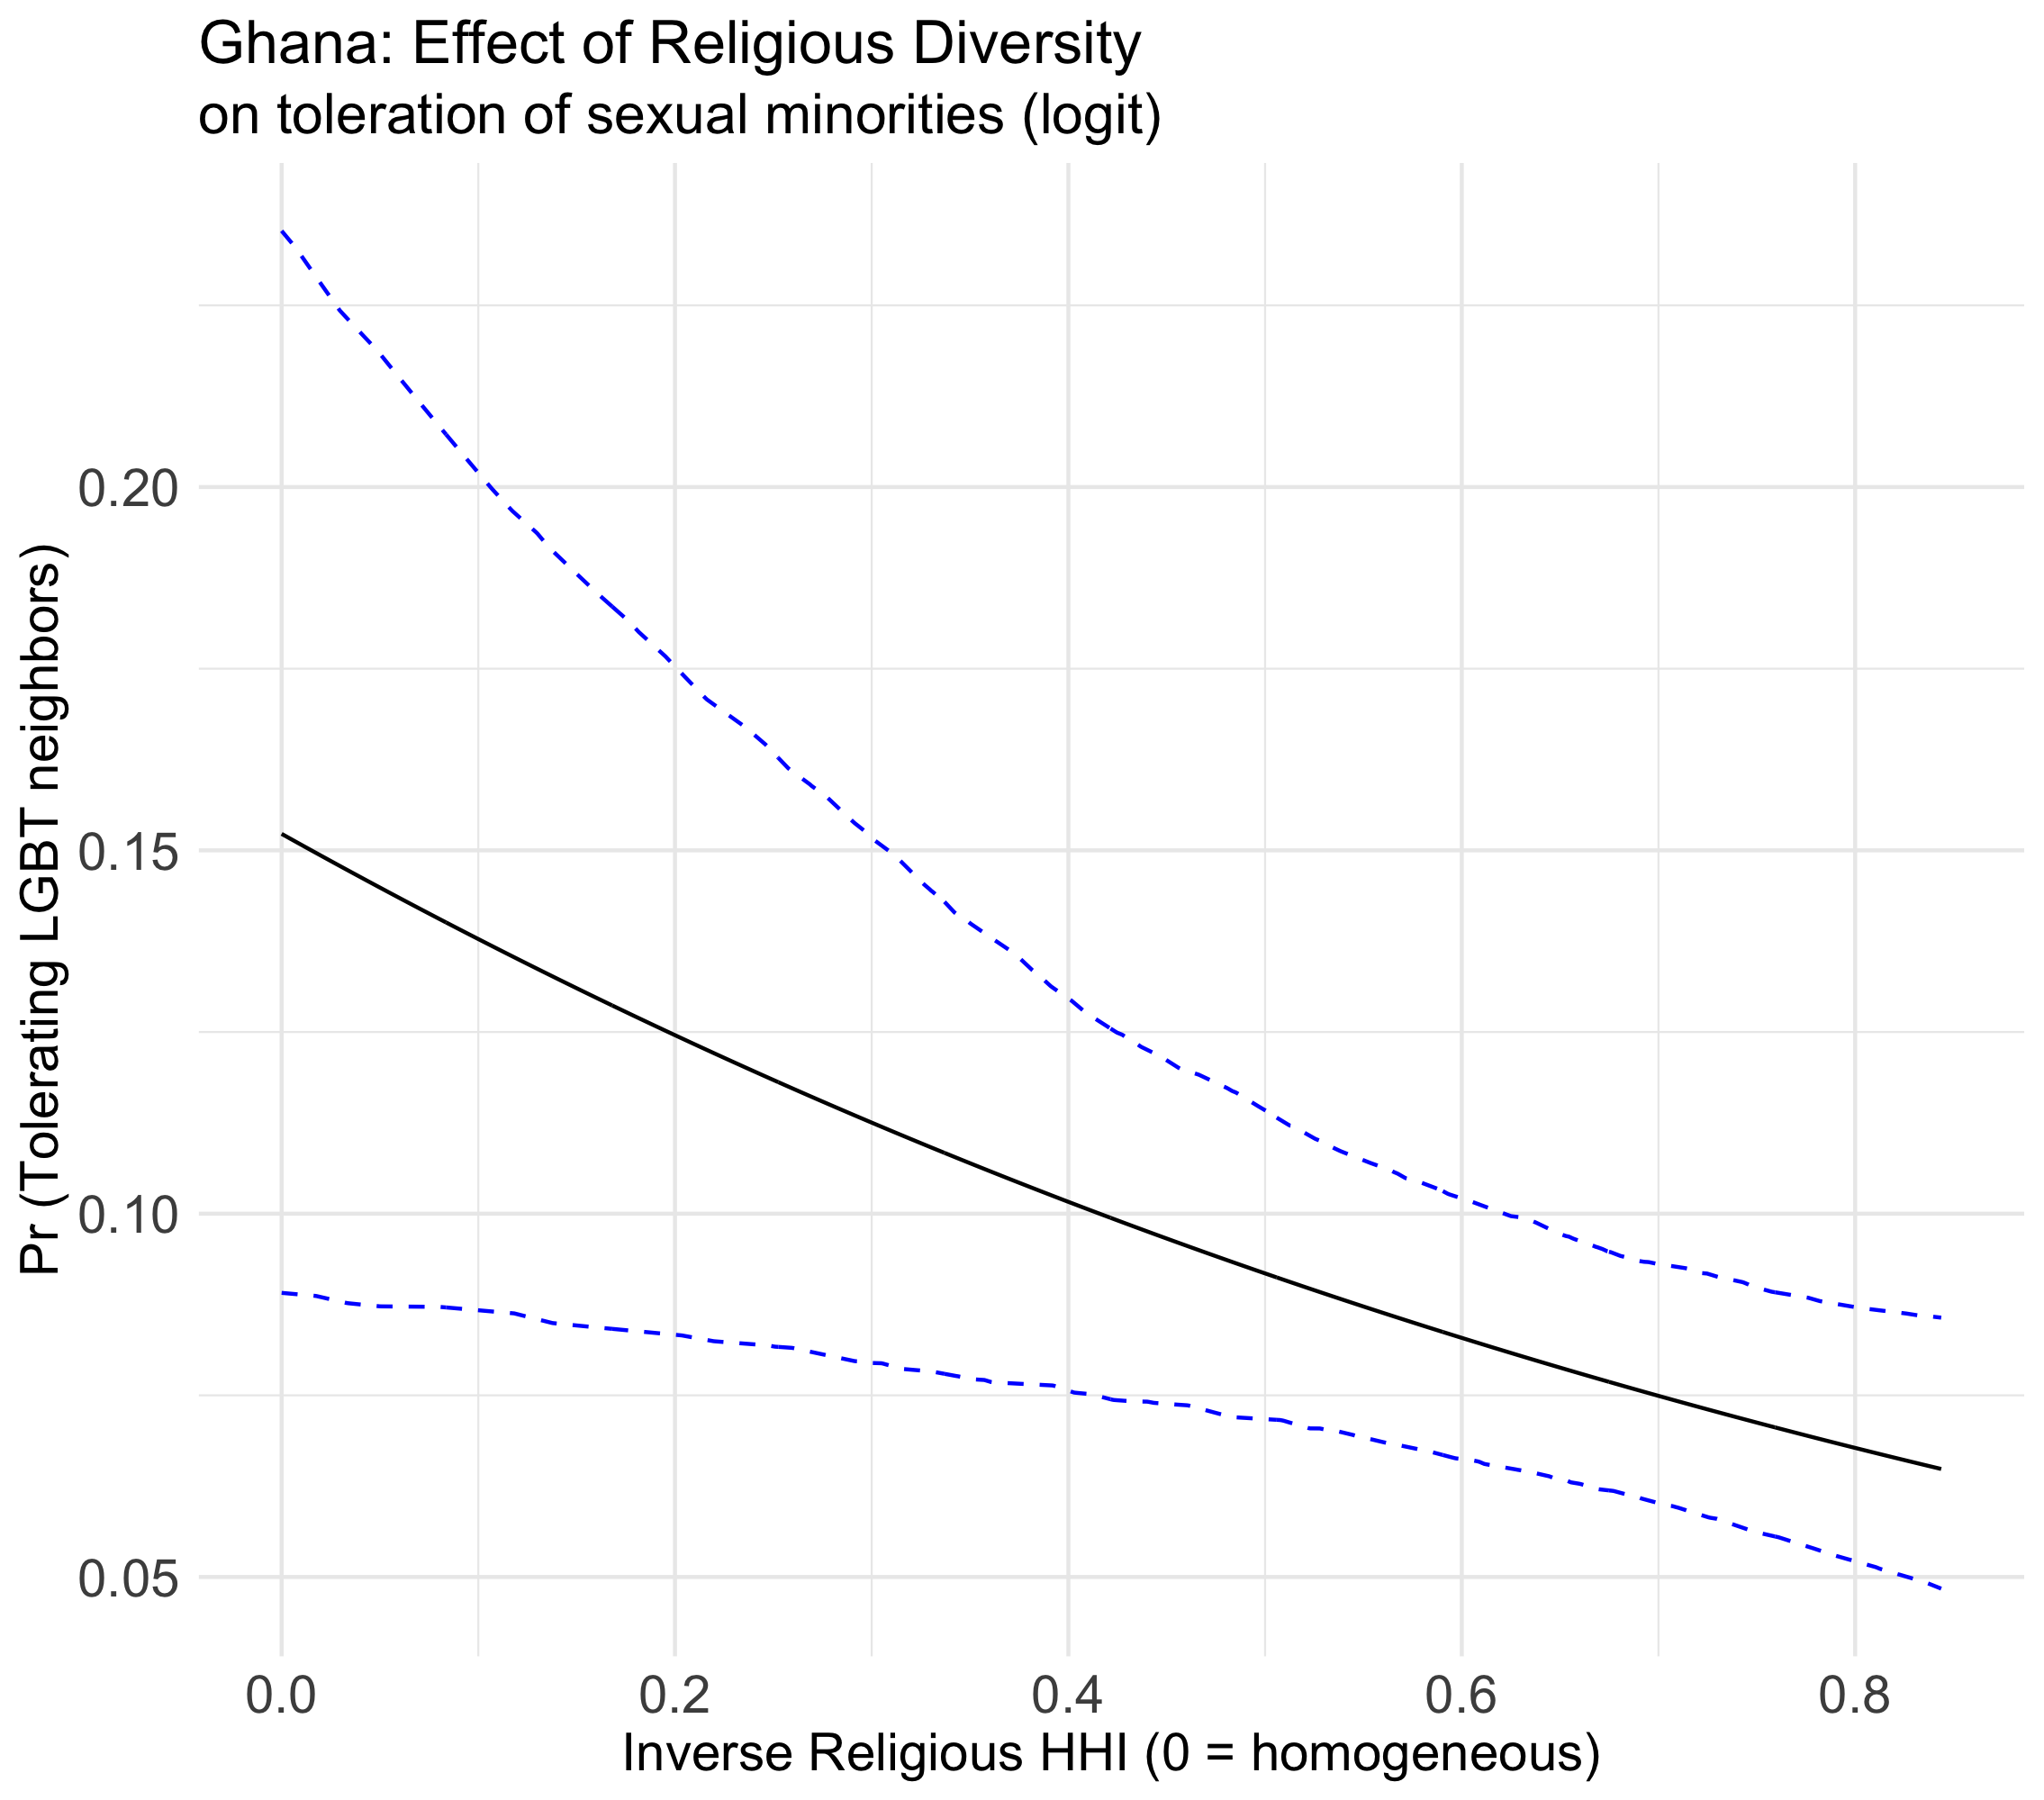 Ghana: Effect of Religious Diversity
on toleration of sexual minorities (logit)
Pr (Tolerating LGBT neighbors)
0.20
0.15
0.10
0.05
0.0 0.2 0.4 0.6 0.8
Inverse Religious HHI (0 = homogeneous)